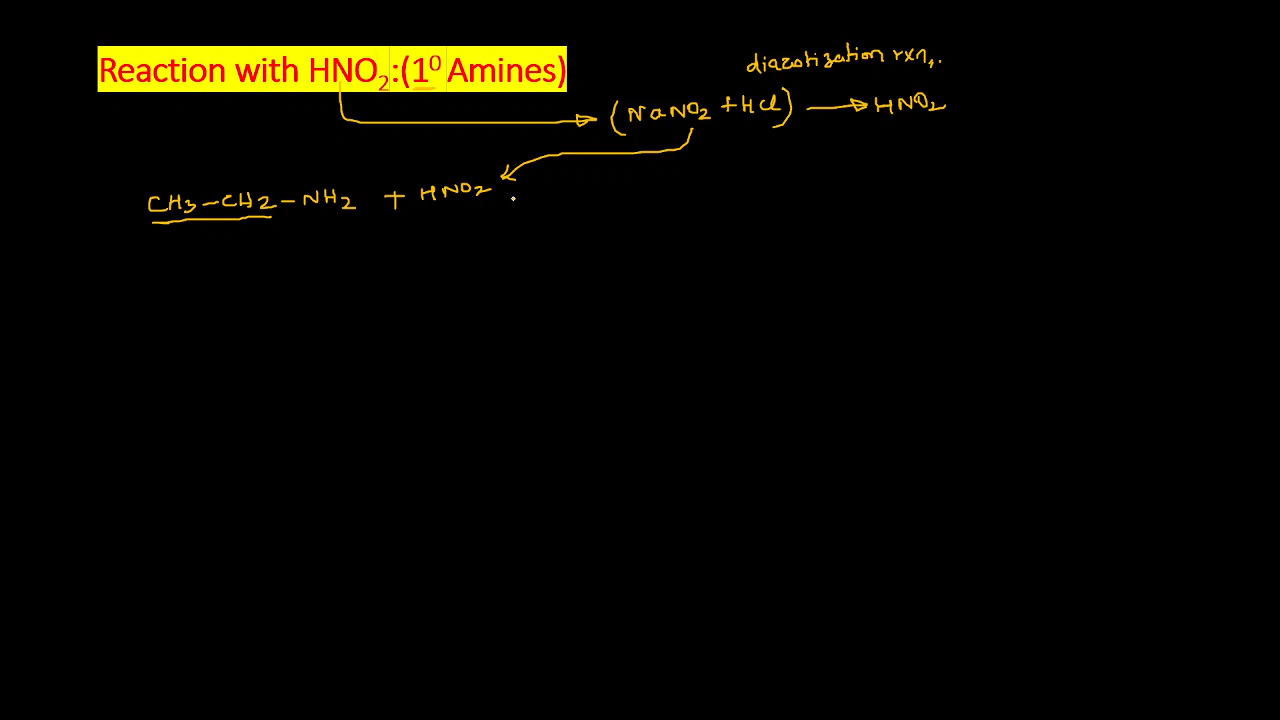 Reaction with HNO₂:(1⁰ Amines)
diazotization rxn.
(NaNO₂ + HCl) → HNO₂
CH₃-CH₂-NH₂ + HNO₂